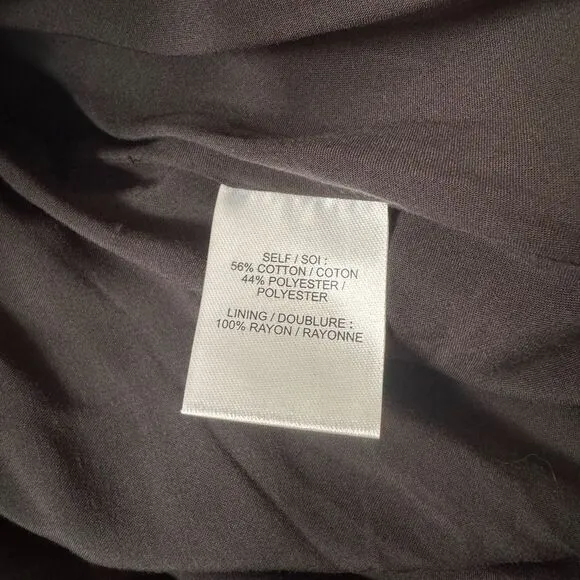 SELF / SOI :
56% COTTON / COTON
44% POLYESTER /
POLYESTER
LINING / DOUBLURE :
100% RAYON / RAYONNE